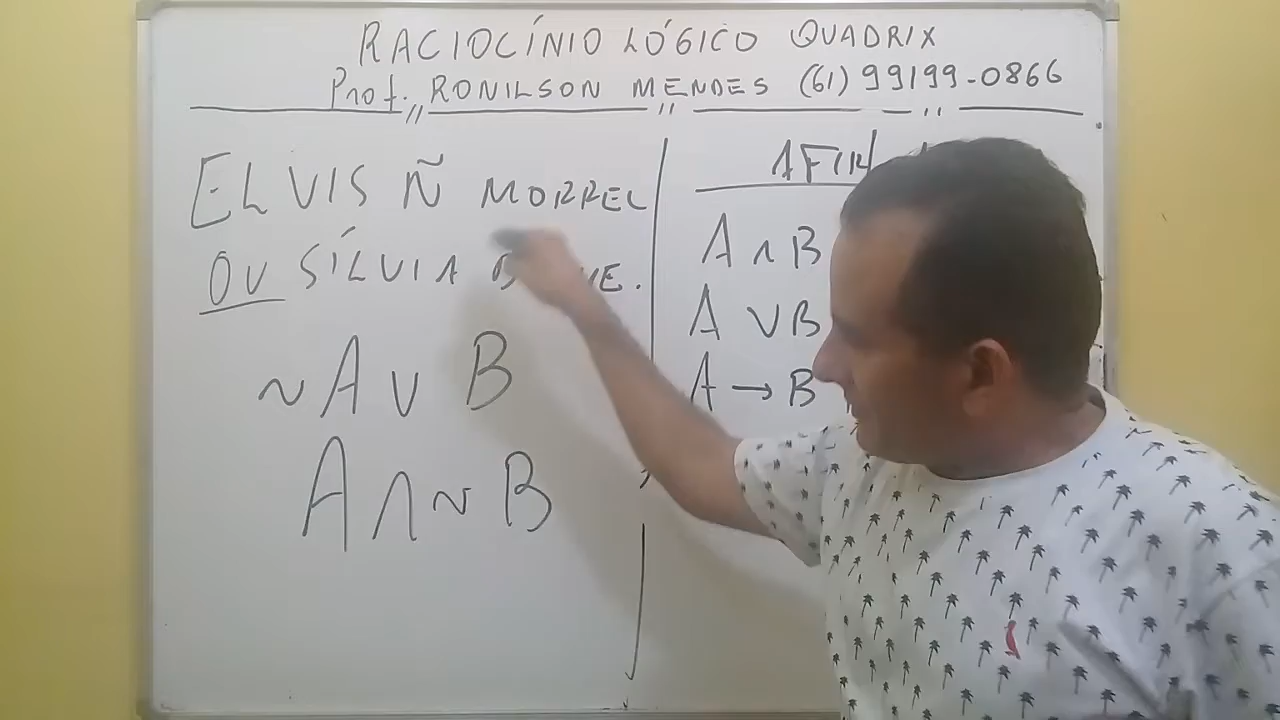 RACIOCÍNIO LÓGICO QUADRIX
Prof. RONILSON MENDES (61) 99199-0866
ELVIS Ñ MORREU
OU SÍLVIA
~A ∨ B
A ∧ ~ B
A ∧ B
A ∨ B
A → B